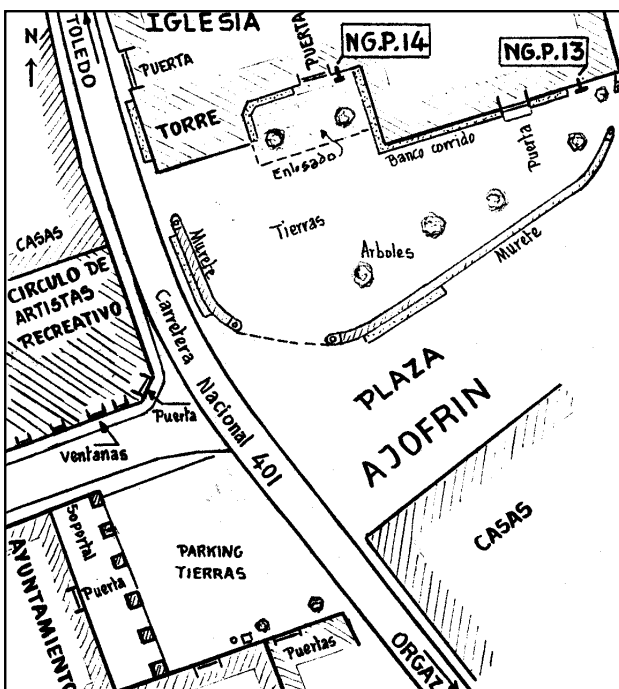 IGLESIA
N
TOLEDO
PUERTA
PUERTA
NG.P.14
NG.P.13
TORRE
Enlosado
Banco corrido
Puerta
Tierras
Arboles
Murete
Murete
CASAS
CIRCULO DE
ARTISTAS
RECREATIVO
Carretera Nacional 401
Puerta
Ventanas
PLAZA
AJOFRIN
CASAS
Soportal
Puerta
AYUNTAMIENTO
PARKING
TIERRAS
Puertas
ORGAZ